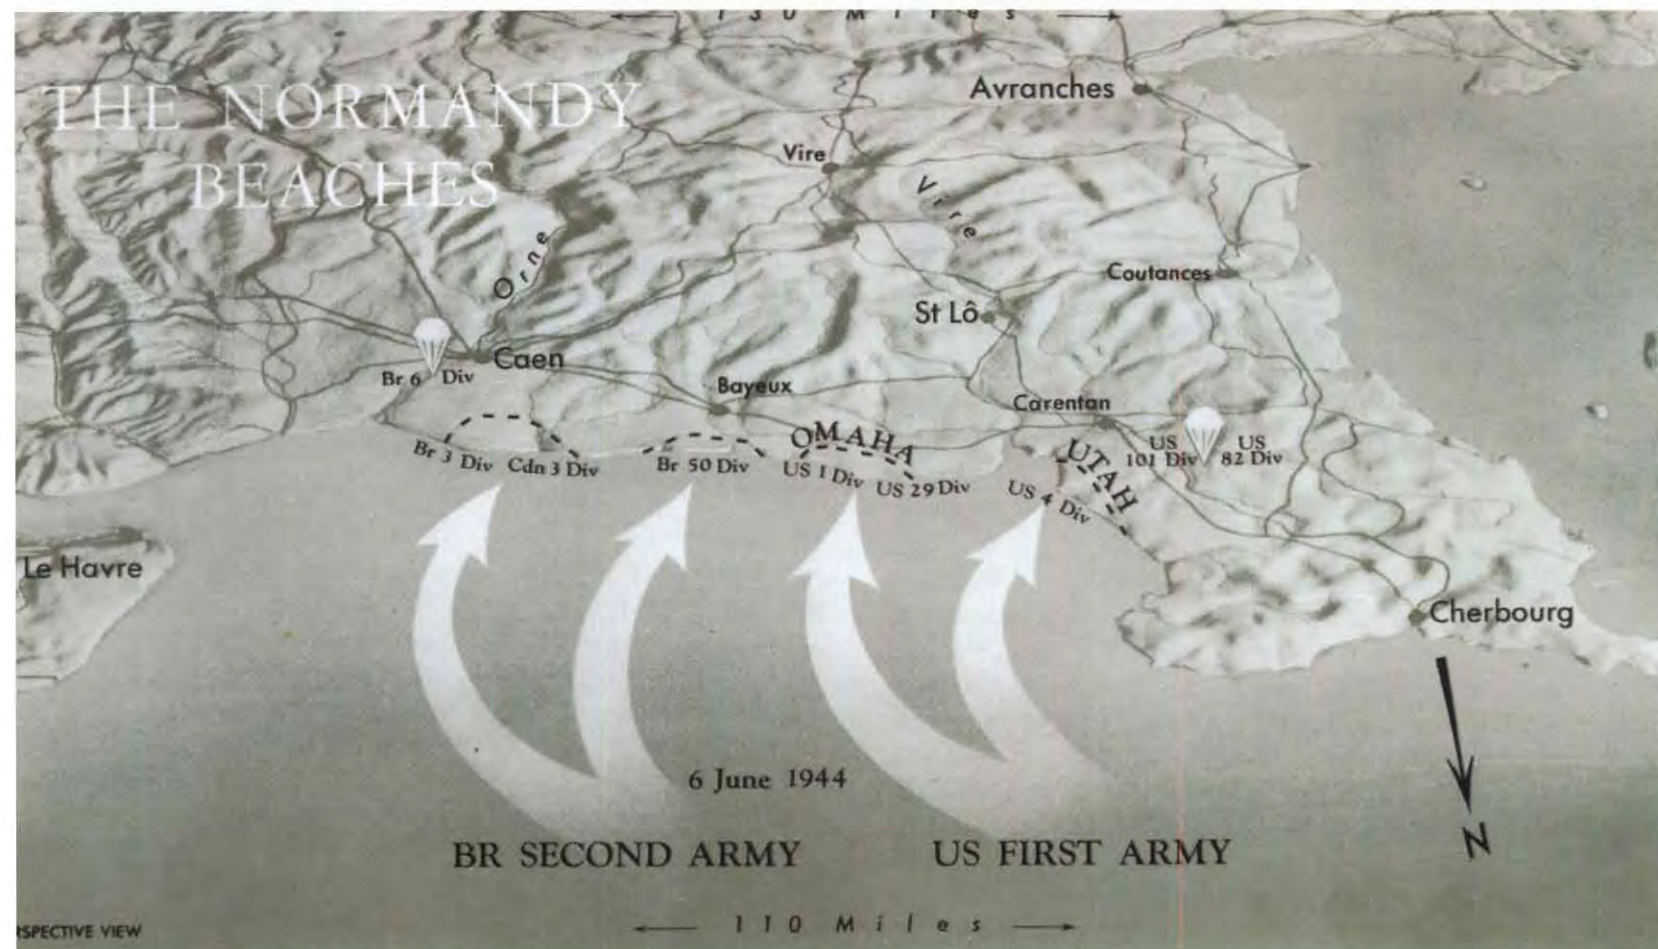 130 Miles
THE NORMANDY
BEACHES
Avranches
Vire
Vire
Orne
Coutances
St Lô
Caen
Br 6 Div
Bayeux
Carentan
OMAHA
UTAH
US
101 Div
US
82 Div
Br 3 Div
Cdn 3 Div
Br 50 Div
US 1 Div
US 29 Div
US 4 Div
Le Havre
Cherbourg
6 June 1944
BR SECOND ARMY
US FIRST ARMY
N
110 Miles
RSPECTIVE VIEW